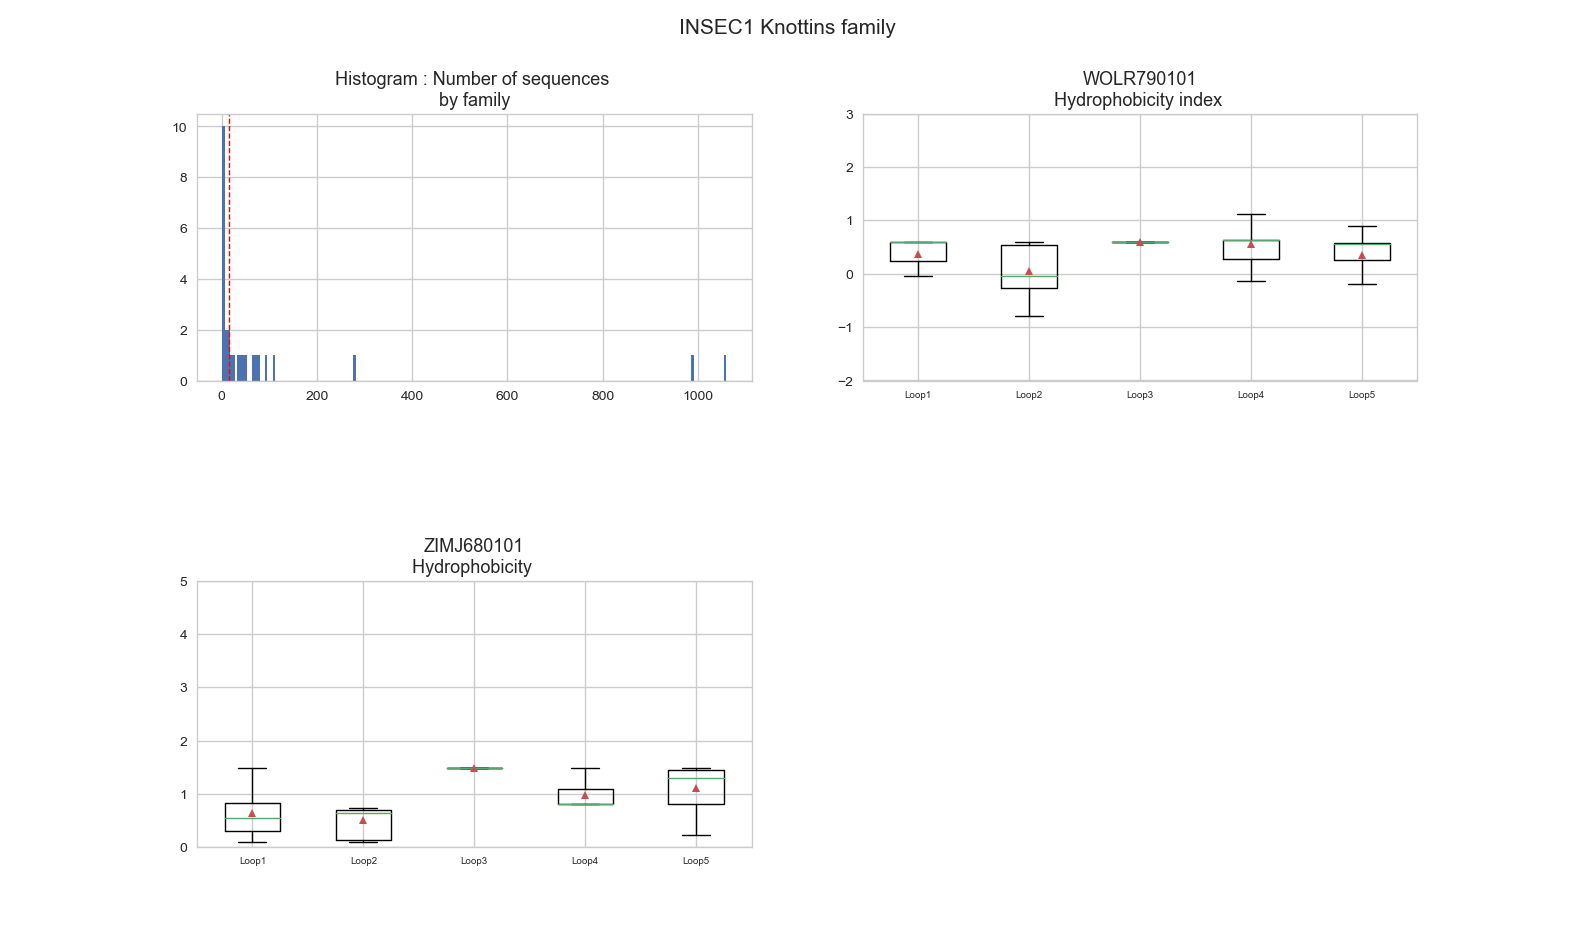 INSEC1 Knottins family
Histogram : Number of sequences
by family
10
8
6
4
2
0
0 200 400 600 800 1000
WOLR790101
Hydrophobicity index
3
2
1
0
−1
−2
Loop1 Loop2 Loop3 Loop4 Loop5
ZIMJ680101
Hydrophobicity
5
4
3
2
1
0
Loop1 Loop2 Loop3 Loop4 Loop5